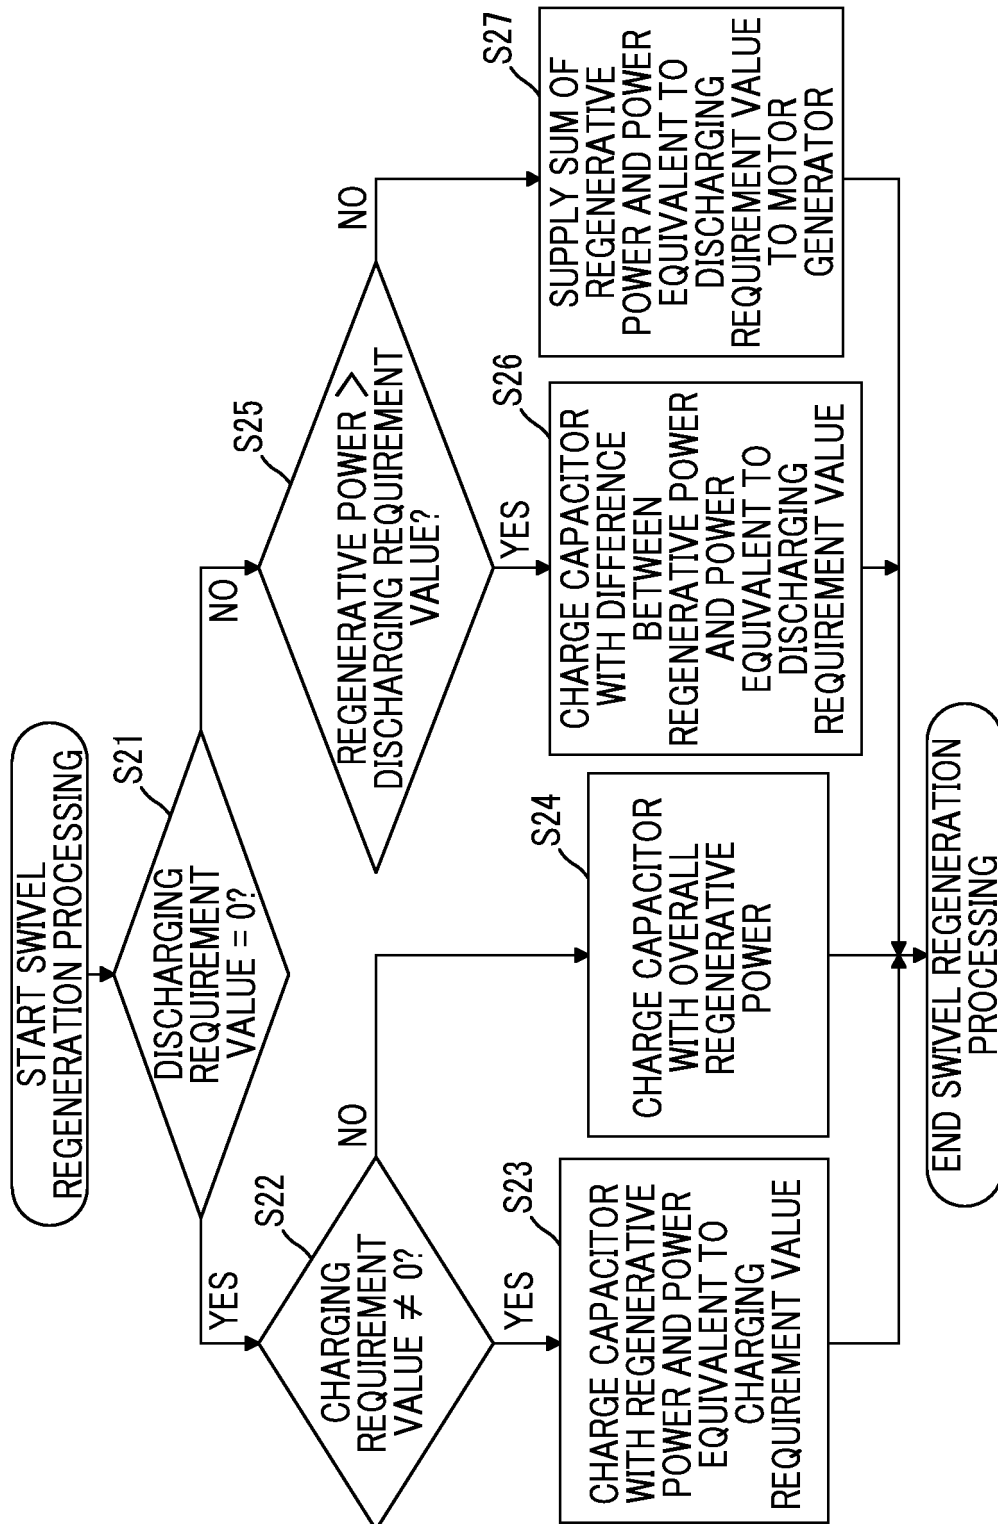 START SWIVEL
REGENERATION PROCESSING
S21
DISCHARGING
REQUIREMENT
VALUE = 0?
YES
NO
S22
CHARGING
REQUIREMENT
VALUE ≠ 0?
YES
NO
S23
CHARGE CAPACITOR
WITH REGENERATIVE
POWER AND POWER
EQUIVALENT TO
CHARGING
REQUIREMENT VALUE
S24
CHARGE CAPACITOR
WITH OVERALL
REGENERATIVE
POWER
S25
REGENERATIVE POWER >
DISCHARGING REQUIREMENT
VALUE?
YES
NO
S26
CHARGE CAPACITOR
WITH DIFFERENCE
BETWEEN
REGENERATIVE POWER
AND POWER
EQUIVALENT TO
DISCHARGING
REQUIREMENT VALUE
S27
SUPPLY SUM OF
REGENERATIVE
POWER AND POWER
EQUIVALENT TO
DISCHARGING
REQUIREMENT VALUE
TO MOTOR
GENERATOR
END SWIVEL REGENERATION
PROCESSING